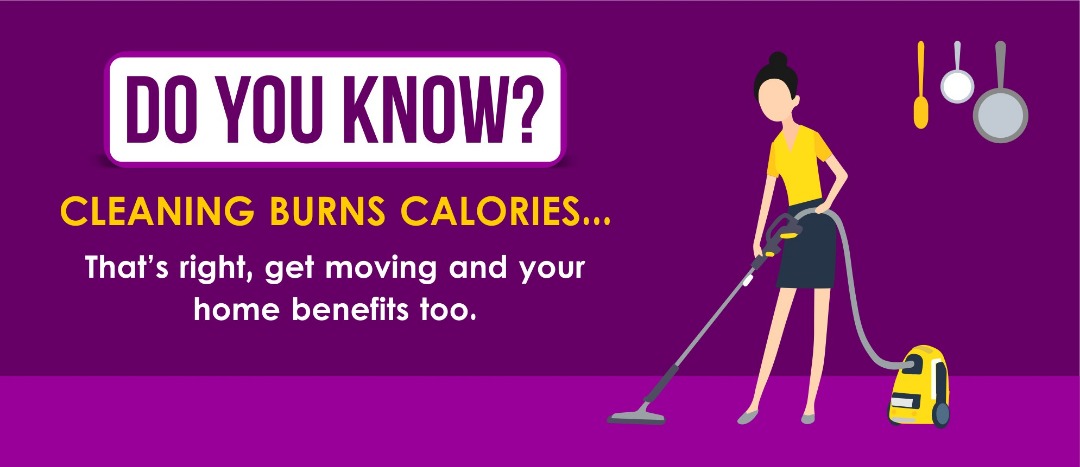 DO YOU KNOW?
CLEANING BURNS CALORIES...
That's right, get moving and your
home benefits too.